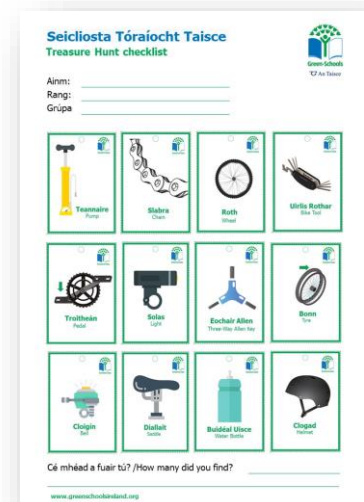 Seicliosta Tóraíocht Taisce
Treasure Hunt checklist
Green-Schools
An Taisce
Ainm:
Rang:
Grúpa
Teannaire
Pump
Slabra
Chain
Roth
Wheel
Uirlis Rothar
Bike Tool
Troitheán
Pedal
Solas
Light
Eochair Allen
Three-Way Allen Key
Bonn
Tyre
Cloigín
Bell
Diallait
Saddle
Buidéal Uisce
Water Bottle
Clogad
Helmet
Cé mhéad a fuair tú? /How many did you find?
www.greenschoolsireland.org